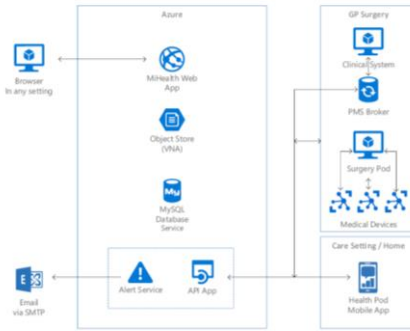 Azure
GP Surgery
Browser
In any setting
MiHealth Web
App
Clinical System
PMS Broker
Object Store
(VNA)
Surgery Pod
My
MySQL
Database
Service
Medical Devices
Care Setting / Home
Email
via SMTP
Alert Service
API App
Health Pod
Mobile App